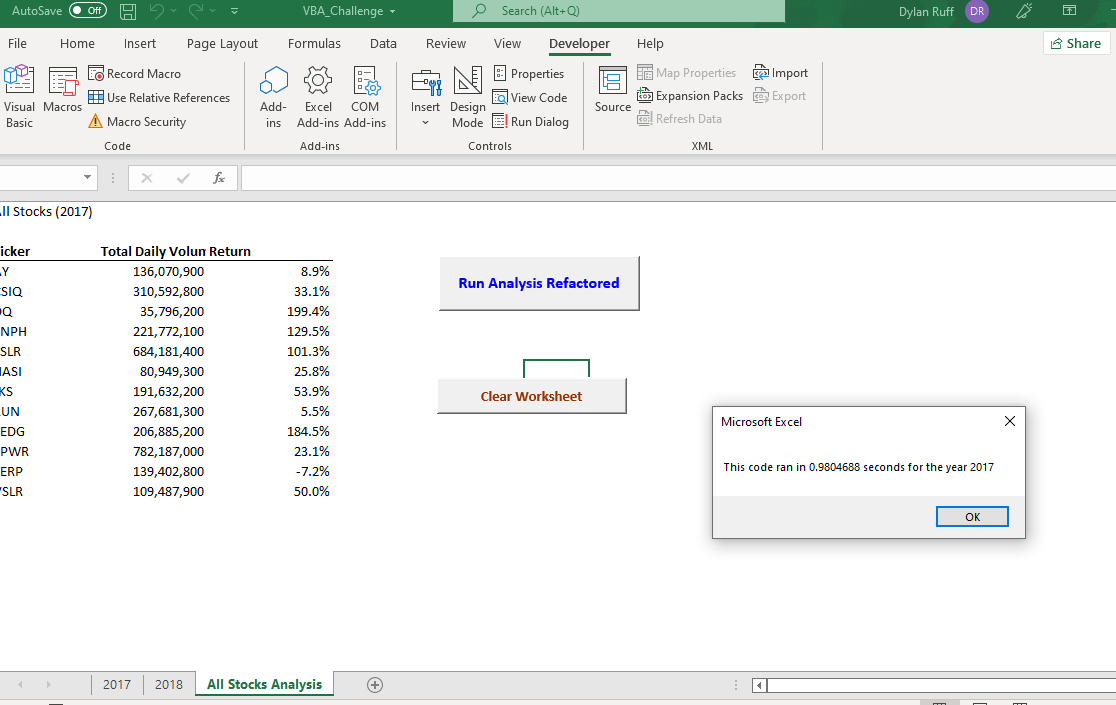 AutoSave Off VBA_Challenge Search (Alt+Q) Dylan Ruff DR
File Home Insert Page Layout Formulas Data Review View Developer Help Share
Visual Basic
Macros
Record Macro
Use Relative References
Macro Security
Code
Add-ins
Excel Add-ins
COM Add-ins
Add-ins
Insert
Design Mode
Properties
View Code
Run Dialog
Controls
Source
Map Properties
Expansion Packs
Refresh Data
Import
Export
XML
fx
ll Stocks (2017)
icker Total Daily Volum Return
Y 136,070,900 8.9%
SIQ 310,592,800 33.1%
Q 35,796,200 199.4%
NPH 221,772,100 129.5%
SLR 684,181,400 101.3%
ASI 80,949,300 25.8%
KS 191,632,200 53.9%
UN 267,681,300 5.5%
EDG 206,885,200 184.5%
PWR 782,187,000 23.1%
ERP 139,402,800 -7.2%
VSLR 109,487,900 50.0%
Run Analysis Refactored
Clear Worksheet
Microsoft Excel
This code ran in 0.9804688 seconds for the year 2017
OK
2017 2018 All Stocks Analysis